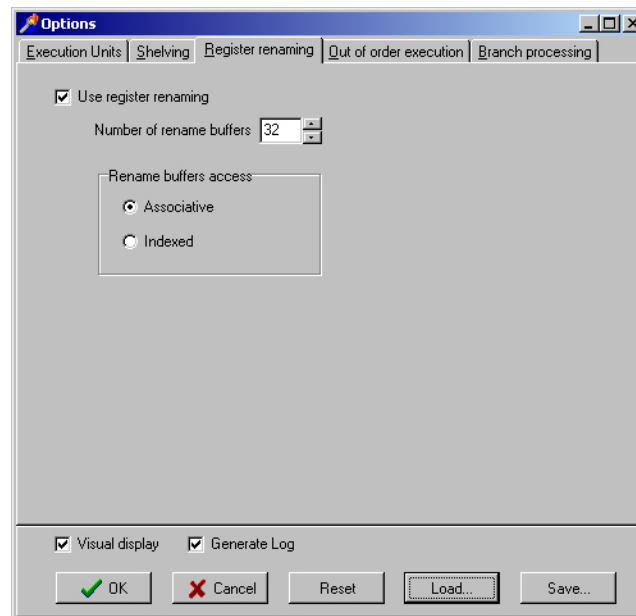 Options
Execution Units Shelving Register renaming Out of order execution Branch processing
Use register renaming
Number of rename buffers 32
Rename buffers access
Associative
Indexed
Visual display Generate Log
OK Cancel Reset Load... Save...